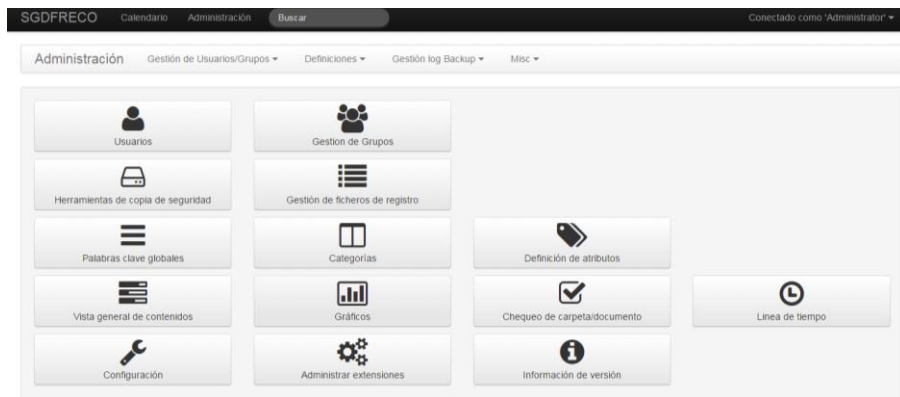 SGDFRECO Calendario Administración Buscar Conectado como 'Administrator'
Administración Gestión de Usuarios/Grupos Definiciones Gestión log Backup Misc
Usuarios Gestion de Grupos
Herramientas de copia de seguridad Gestión de ficheros de registro
Palabras clave globales Categorías Definición de atributos
Vista general de contenidos Gráficos Chequeo de carpeta/documento Línea de tiempo
Configuración Administrar extensiones Información de versión